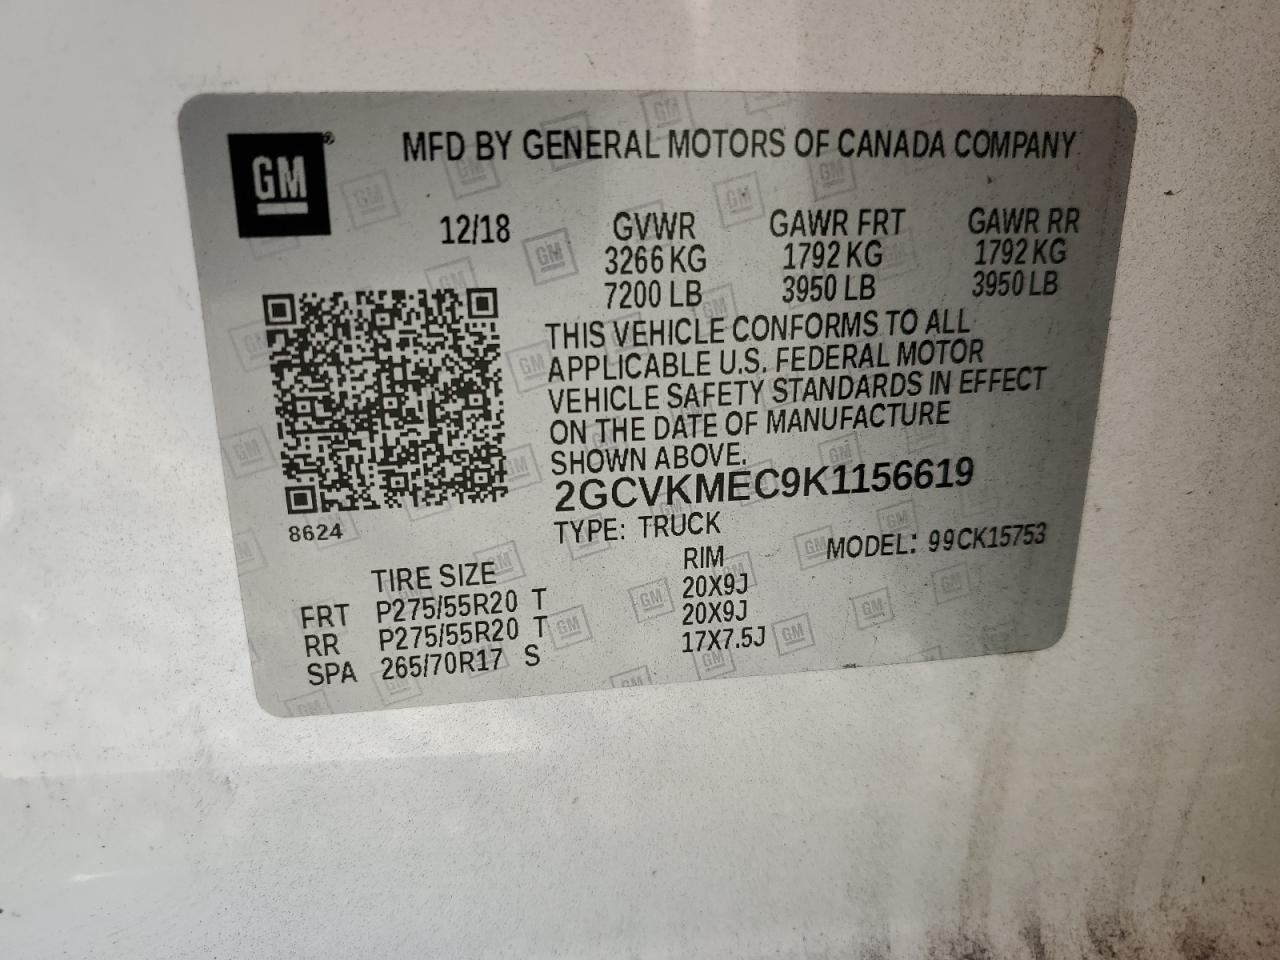 GM ®
MFD BY GENERAL MOTORS OF CANADA COMPANY
12/18 GVWR GAWR FRT GAWR RR
3266 KG 1792 KG 1792 KG
7200 LB 3950 LB 3950 LB
THIS VEHICLE CONFORMS TO ALL
APPLICABLE U.S. FEDERAL MOTOR
VEHICLE SAFETY STANDARDS IN EFFECT
ON THE DATE OF MANUFACTURE
SHOWN ABOVE.
2GCVKMEC9K1156619
8624
TYPE: TRUCK MODEL: 99CK15753
TIRE SIZE RIM
FRT P275/55R20 T 20X9J
RR P275/55R20 T 20X9J
SPA 265/70R17 S 17X7.5J